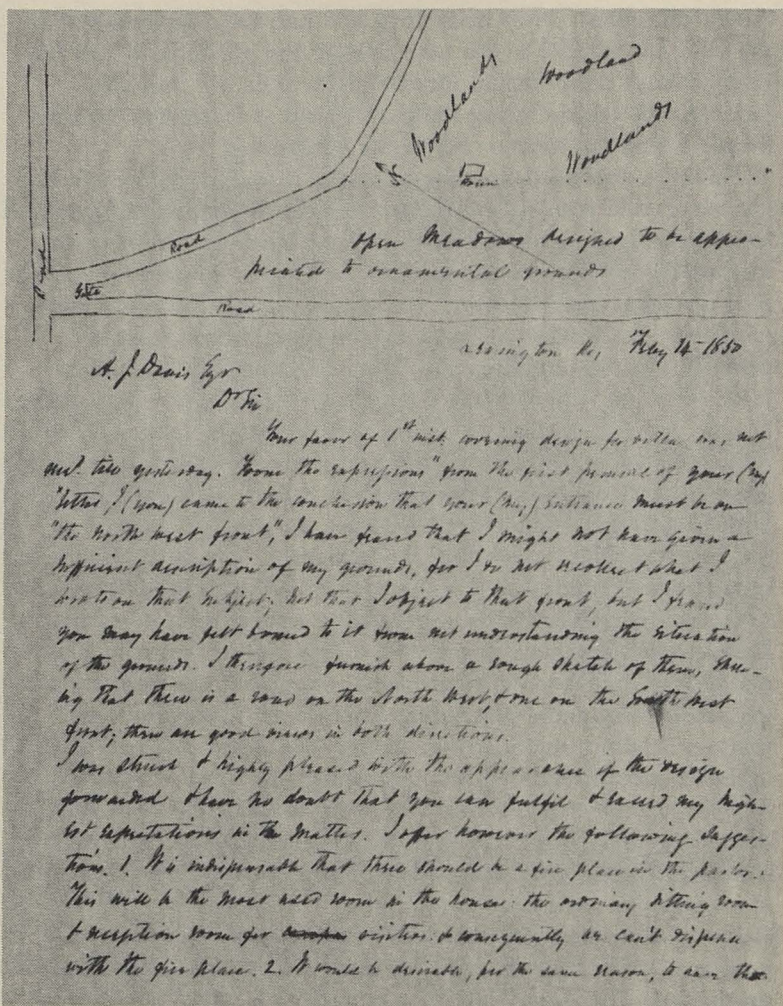 Woodlands
Woodland
Woodlands
House
Road
Road
Gate
Road
Open Meadows designed to be appro-
priated to ornamental grounds
Lexington Ky, Feby 14 1850
A. J. Davis Esqr
Dr Sir
Your favor of 1st inst. covering design for villa was not
recd. till yesterday. From the expressions "from the first perusal of your (my)
"letter I (you) came to the conclusion that your (my) entrance must be on
"the north west front", I have feared that I might not have given a
sufficient description of my grounds, for I do not recollect what I
wrote on that subject; not that I object to that front, but I feared
you may have felt bound to it from not understanding the situation
of the grounds. I therefore furnish above a rough sketch of them, show-
ing that there is a road on the North West, & one on the South West
front; there are good views in both directions.
I was struck & highly pleased with the appearance of the design
forwarded & have no doubt that you can fulfil & exceed my high-
est expectations in the matter. I offer however the following sugges-
tions. 1. It is indispensable that there should be a fire place in the parlor.
This will be the most used room in the house: the ordinary sitting room
& reception room for visitors & consequently we can't dispense
with the fire place. 2. It would be desirable, for the same reason, to have the